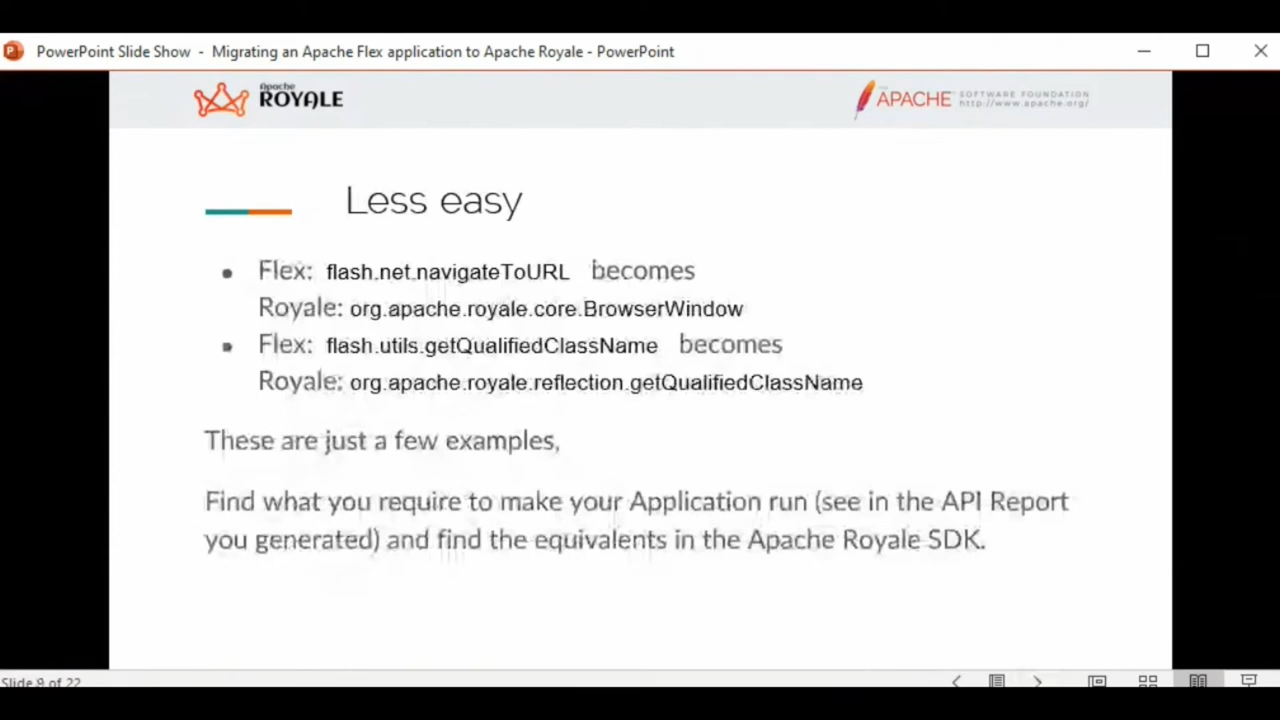 PowerPoint Slide Show - Migrating an Apache Flex application to Apache Royale - PowerPoint
Apache
ROYALE
APACHE
SOFTWARE FOUNDATION
http://www.apache.org/
Less easy
Flex: flash.net.navigateToURL becomes
Royale: org.apache.royale.core.BrowserWindow
Flex: flash.utils.getQualifiedClassName becomes
Royale: org.apache.royale.reflection.getQualifiedClassName
These are just a few examples,
Find what you require to make your Application run (see in the API Report
you generated) and find the equivalents in the Apache Royale SDK.
Slide 9 of 22